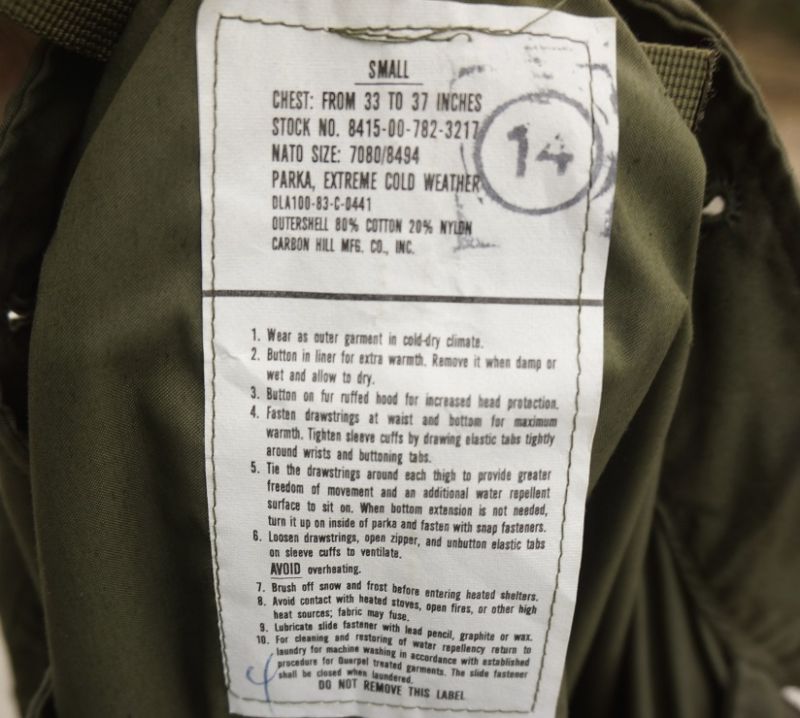 SMALL
CHEST: FROM 33 TO 37 INCHES
STOCK NO. 8415-00-782-3217
NATO SIZE: 7080/8494
PARKA, EXTREME COLD WEATHER
DLA100-83-C-0441
OUTERSHELL 80% COTTON 20% NYLON
CARBON HILL MFG. CO., INC.
14
1. Wear as outer garment in cold-dry climate.
2. Button in liner for extra warmth. Remove it when damp or
wet and allow to dry.
3. Button on fur ruffed hood for increased head protection.
4. Fasten drawstrings at waist and bottom for maximum
warmth. Tighten sleeve cuffs by drawing elastic tabs tightly
around wrists and buttoning tabs.
5. Tie the drawstrings around each thigh to provide greater
freedom of movement and an additional water repellent
surface to sit on. When bottom extension is not needed,
turn it up on inside of parka and fasten with snap fasteners.
6. Loosen drawstrings, open zipper, and unbutton elastic tabs
on sleeve cuffs to ventilate.
AVOID overheating.
7. Brush off snow and frost before entering heated shelters.
8. Avoid contact with heated stoves, open fires, or other high
heat sources; fabric may fuse.
9. Lubricate slide fastener with lead pencil, graphite or wax.
10. For cleaning and restoring of water repellency return to
laundry for machine washing in accordance with established
procedure for Quarpel treated garments. The slide fastener
shall be closed when laundered.
DO NOT REMOVE THIS LABEL